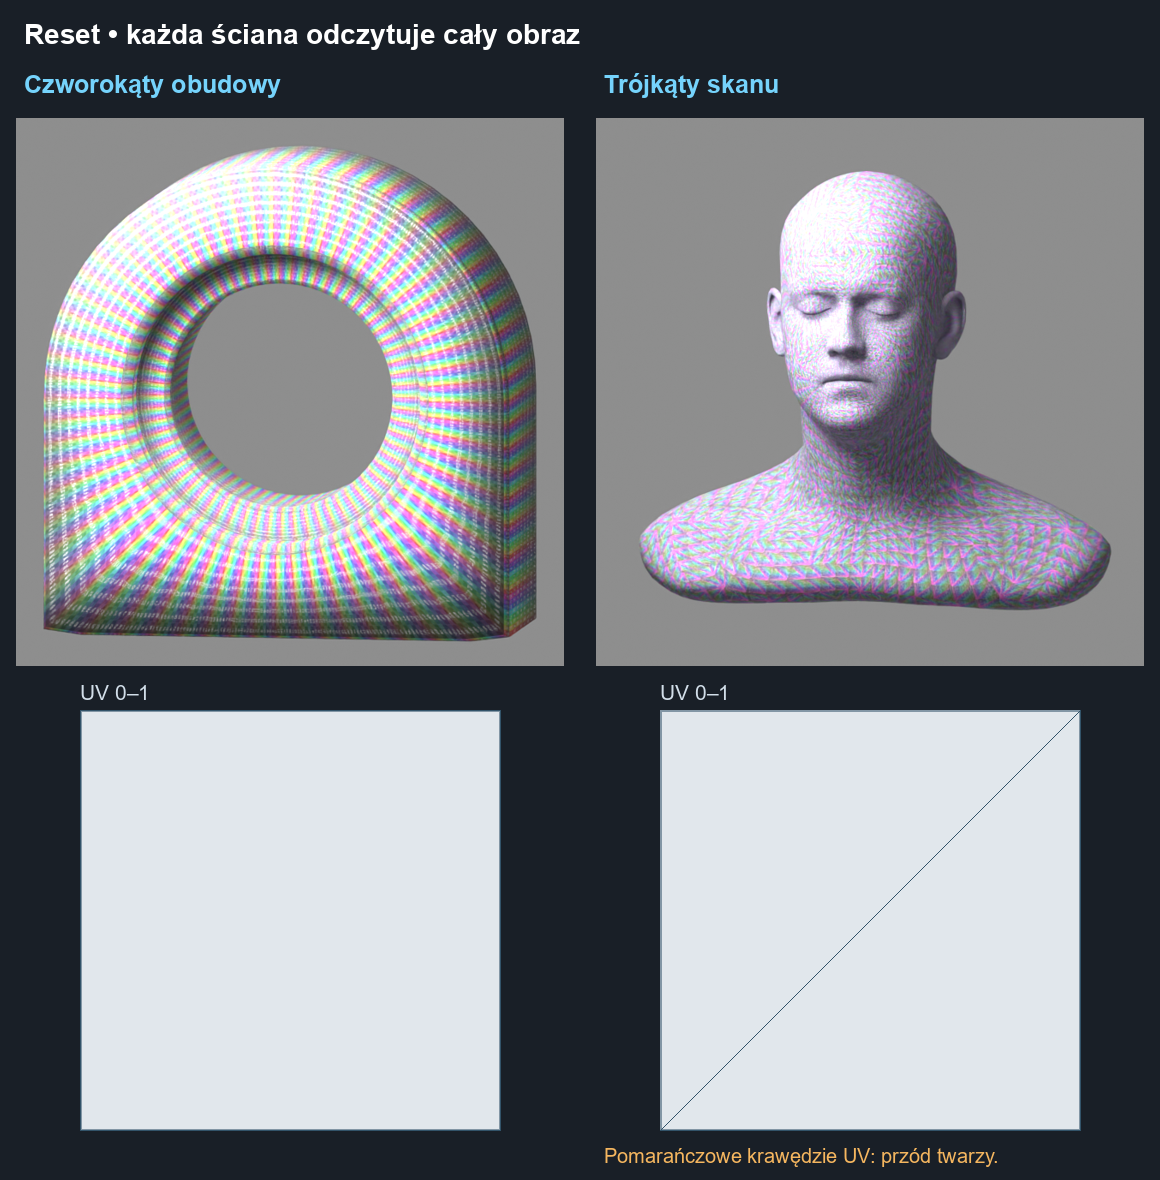 Reset • każda ściana odczytuje cały obraz
Czworokąty obudowy
Trójkąty skanu
UV 0–1
UV 0–1
Pomarańczowe krawędzie UV: przód twarzy.